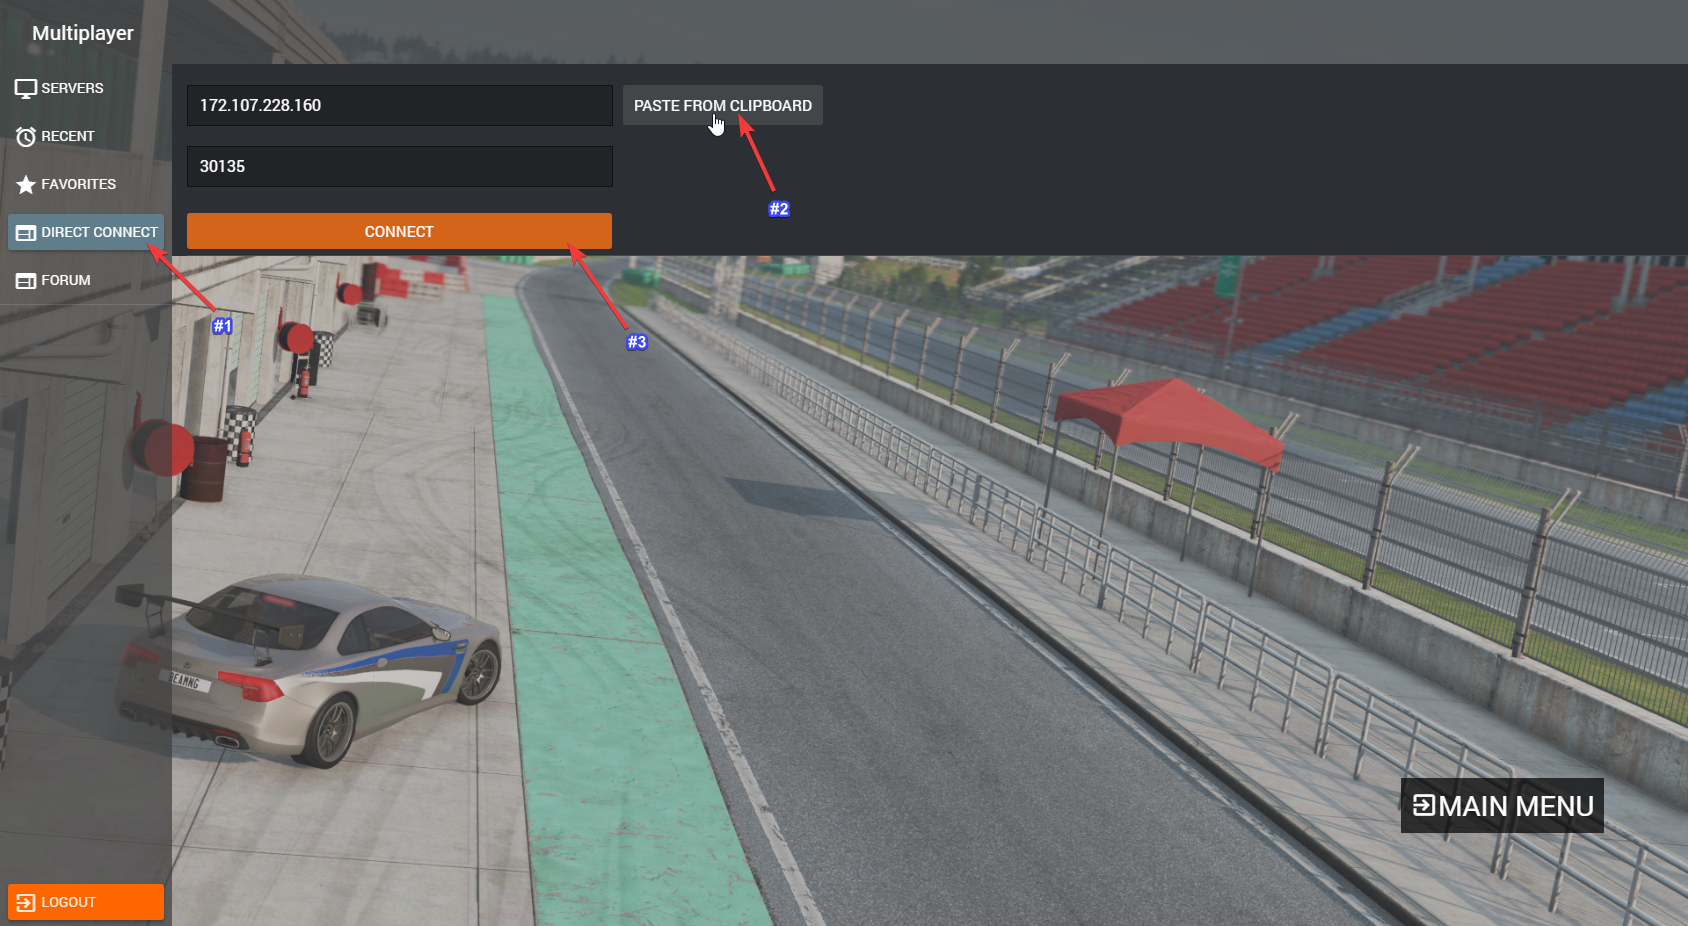 Multiplayer
SERVERS
RECENT
FAVORITES
DIRECT CONNECT
FORUM
172.107.228.160
PASTE FROM CLIPBOARD
30135
CONNECT
#1
#2
#3
BEAMNG
MAIN MENU
LOGOUT